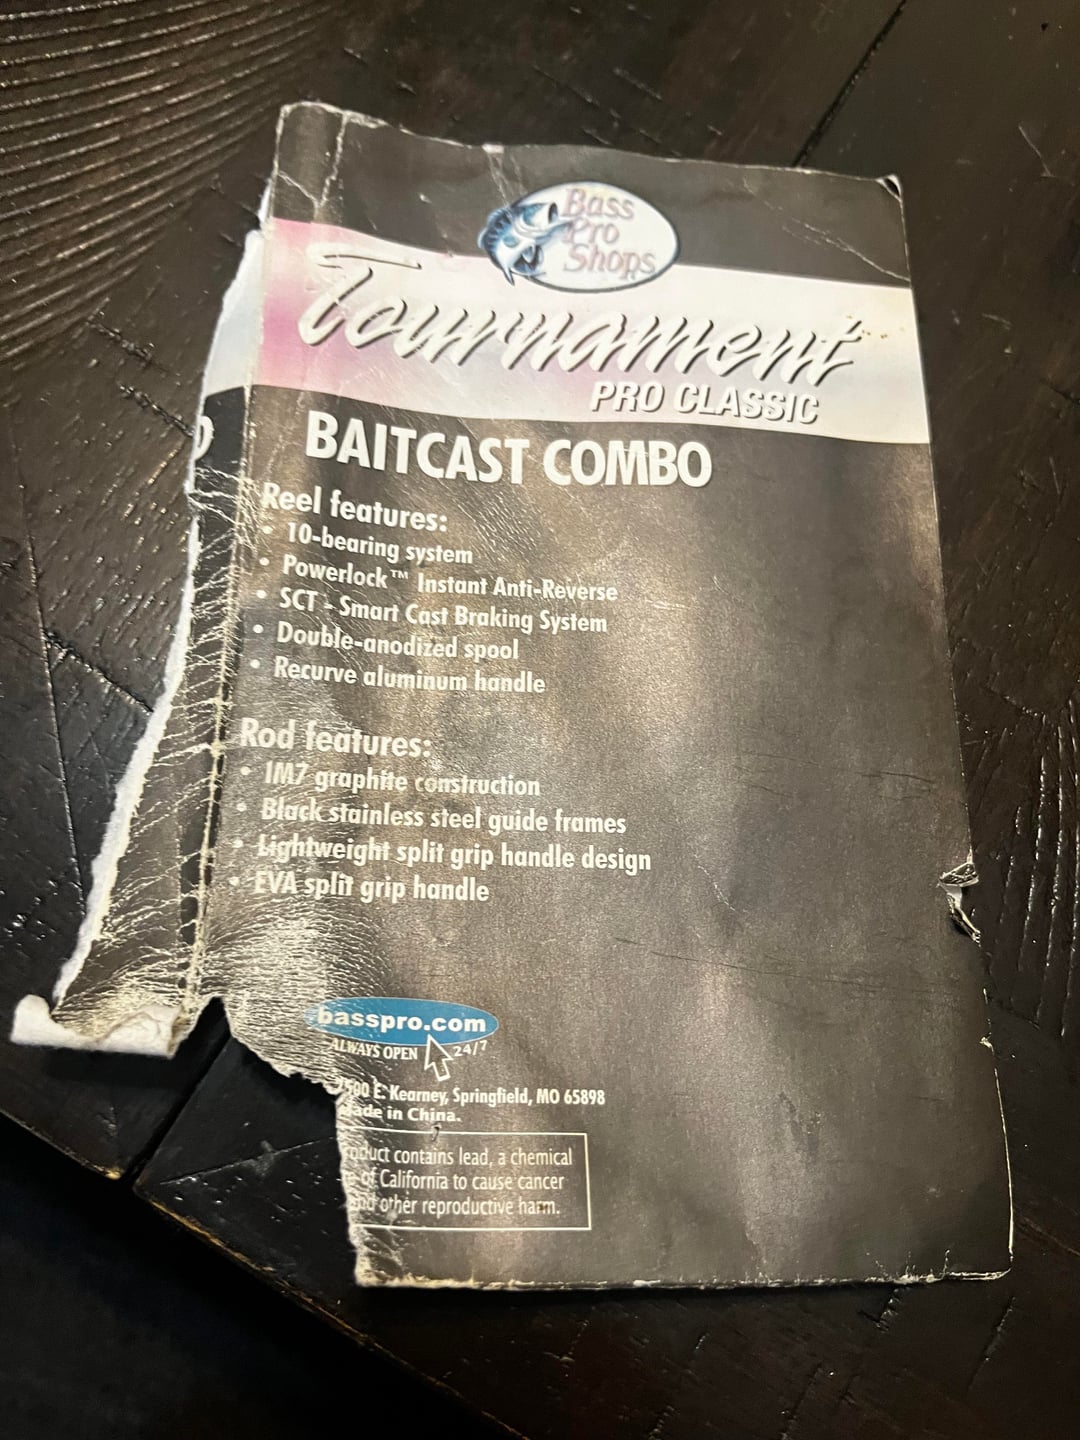 Bass
Pro
Shops
Tournament
PRO CLASSIC
BAITCAST COMBO
Reel features:
• 10-bearing system
• Powerlock™ Instant Anti-Reverse
• SCT - Smart Cast Braking System
• Double-anodized spool
• Recurve aluminum handle
Rod features:
• IM7 graphite construction
• Black stainless steel guide frames
• Lightweight split grip handle design
• EVA split grip handle
basspro.com
ALWAYS OPEN 24/7
E. Kearney, Springfield, MO 65898
Made in China.
contains lead, a chemical
of California to cause cancer
and other reproductive harm.